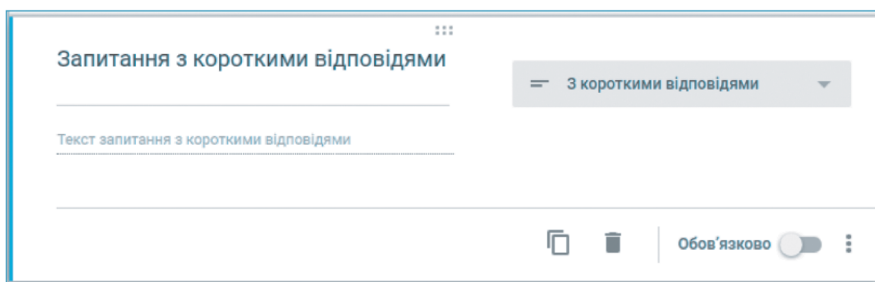 Запитання з короткими відповідями
З короткими відповідями
Текст запитання з короткими відповідями
Обов'язково